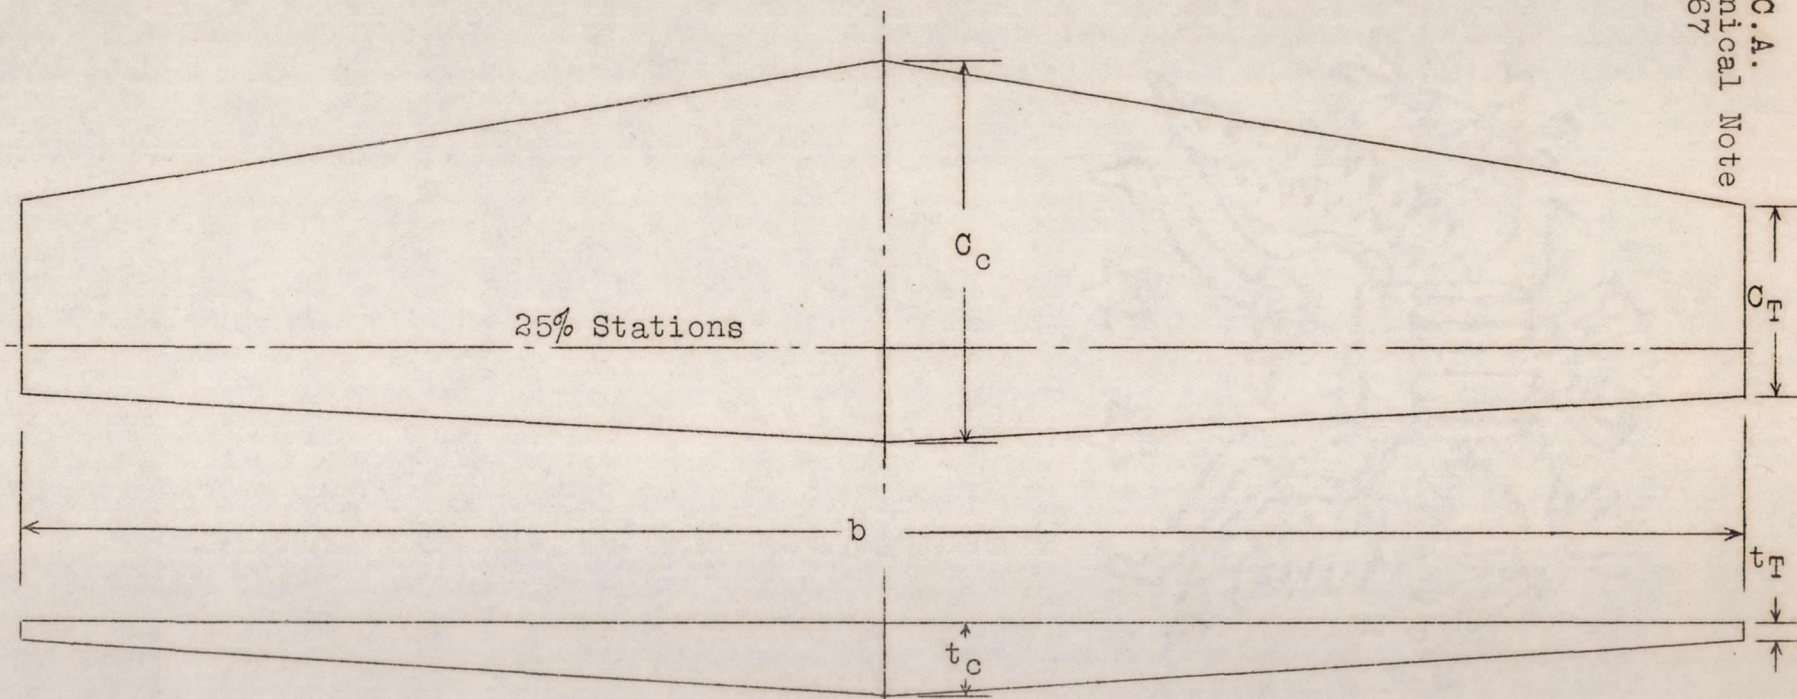 C.A.
nical Note
67
C_c
C_T
25% Stations
b
t_T
t_c